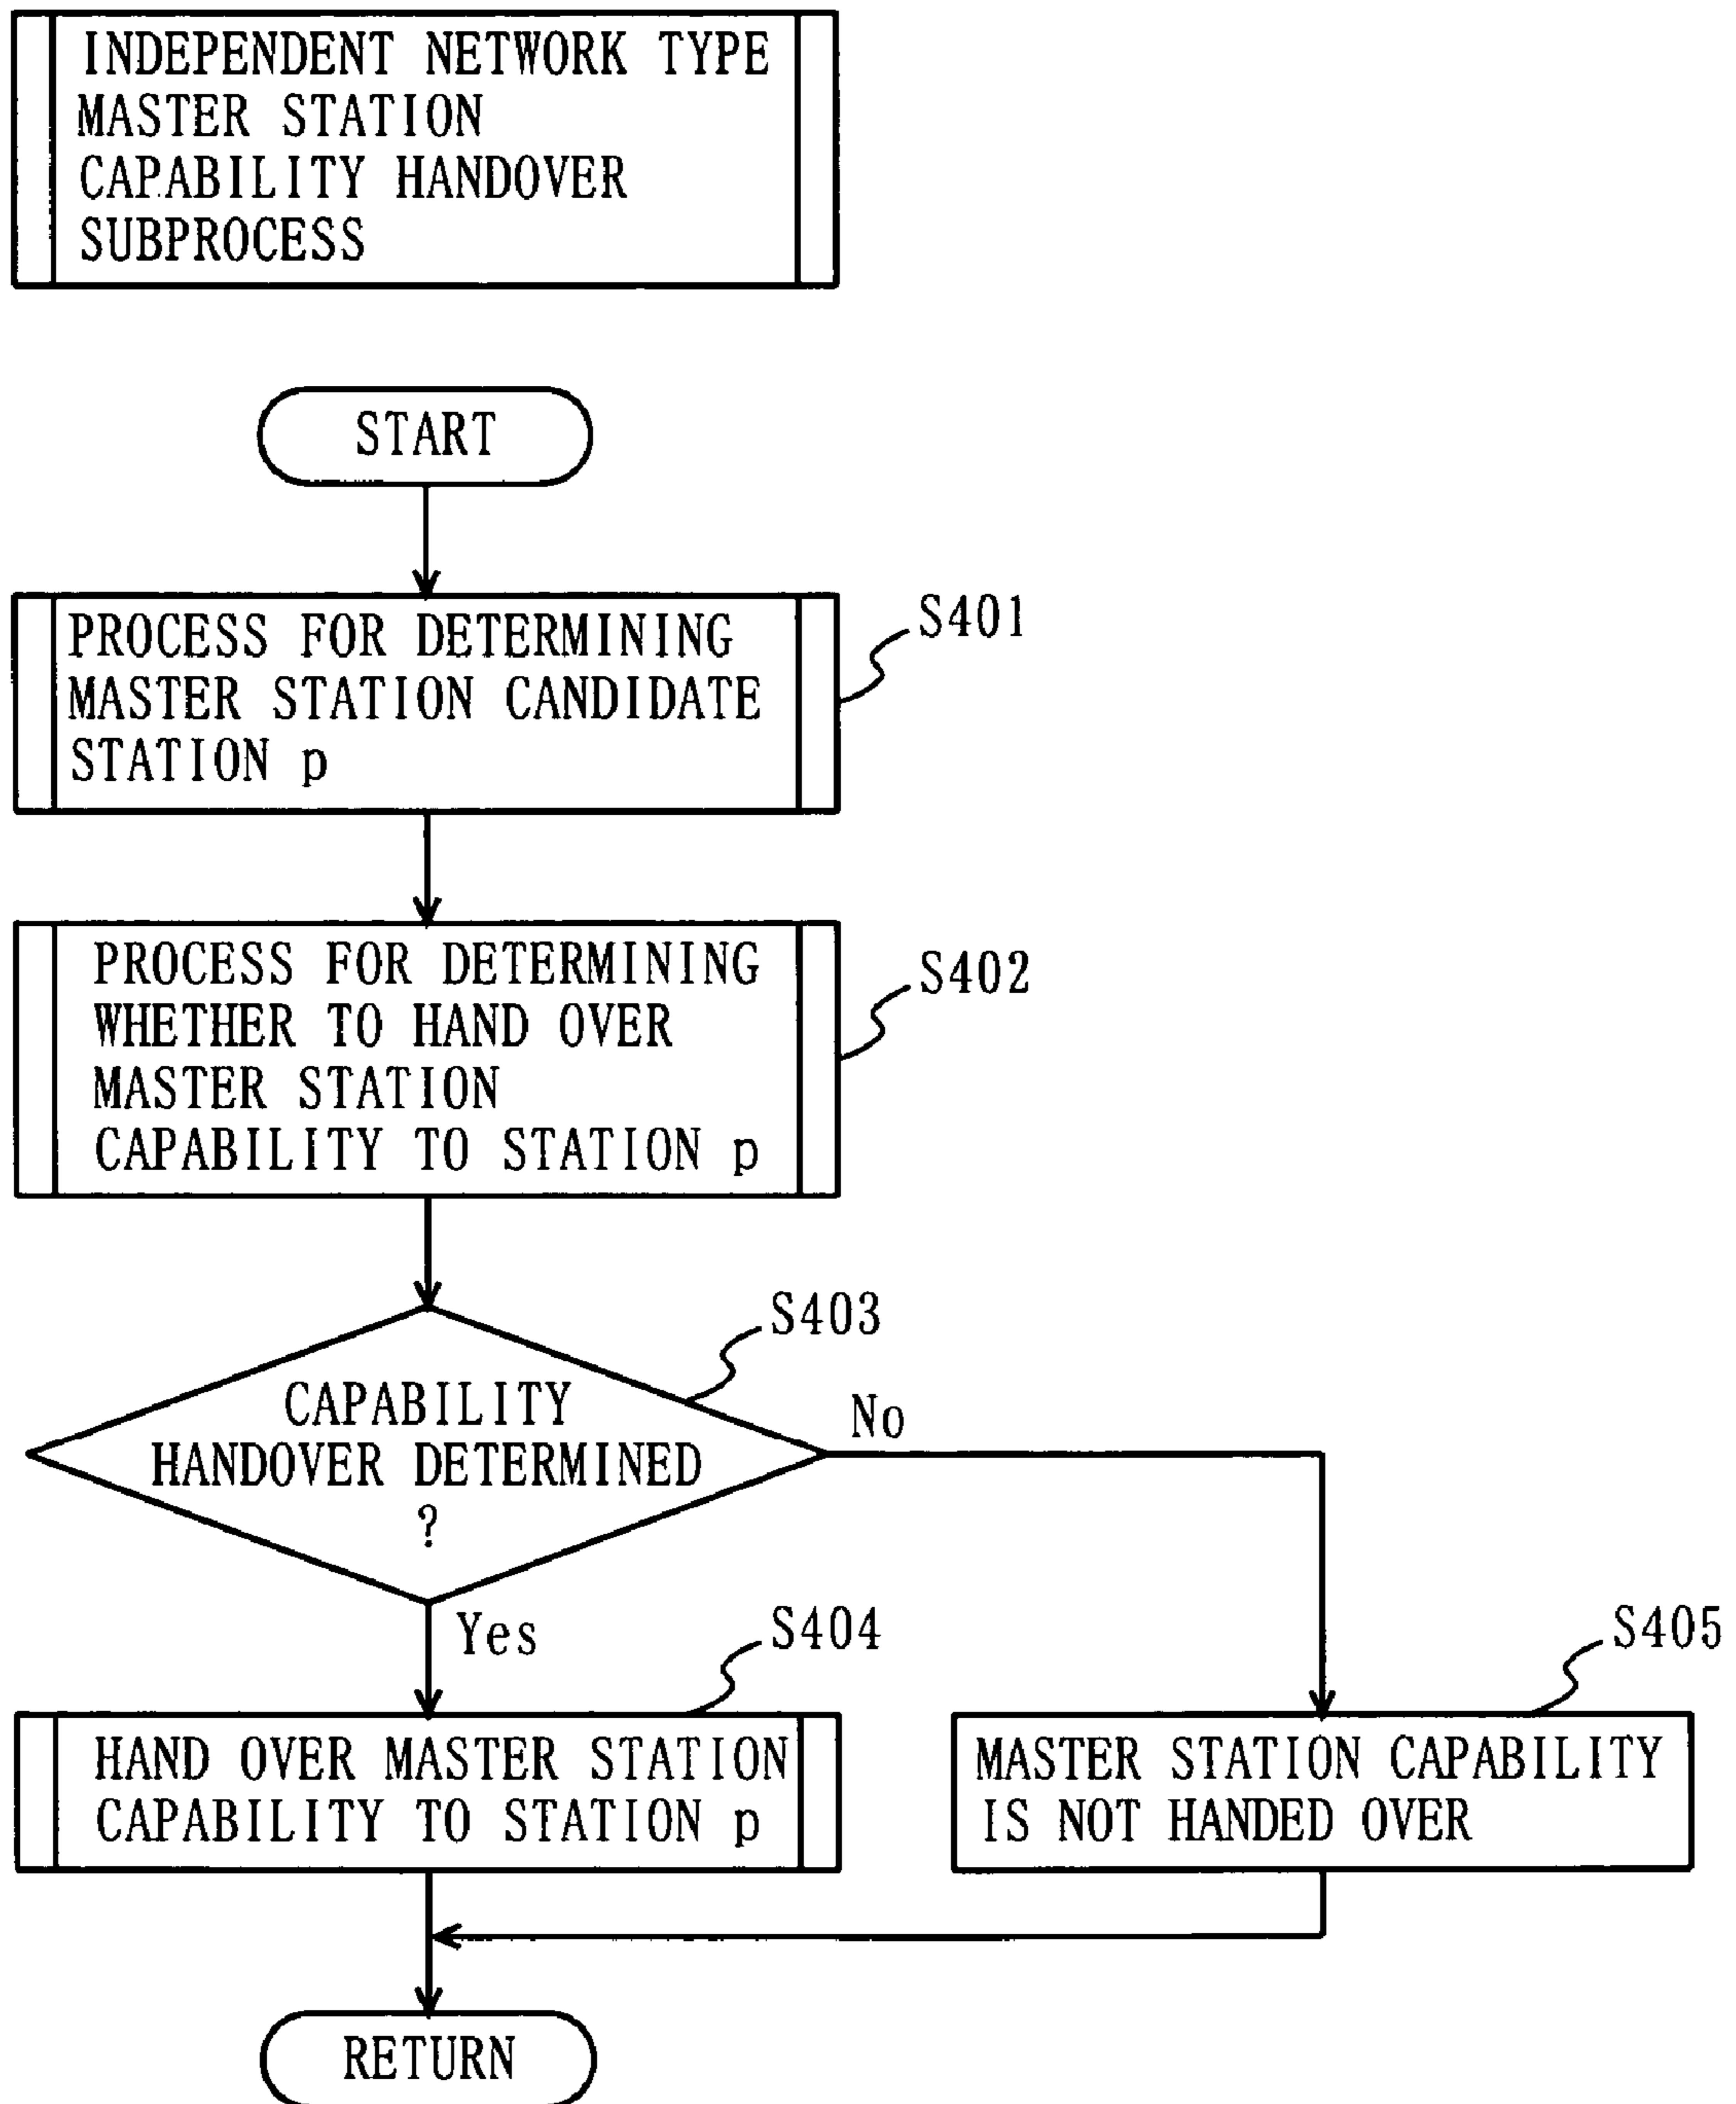 INDEPENDENT NETWORK TYPE
MASTER STATION
CAPABILITY HANDOVER
SUBPROCESS
START
PROCESS FOR DETERMINING
MASTER STATION CANDIDATE
STATION p
S401
PROCESS FOR DETERMINING
WHETHER TO HAND OVER
MASTER STATION
CAPABILITY TO STATION p
S402
CAPABILITY
HANDOVER DETERMINED
?
S403
No
Yes
HAND OVER MASTER STATION
CAPABILITY TO STATION p
S404
MASTER STATION CAPABILITY
IS NOT HANDED OVER
S405
RETURN